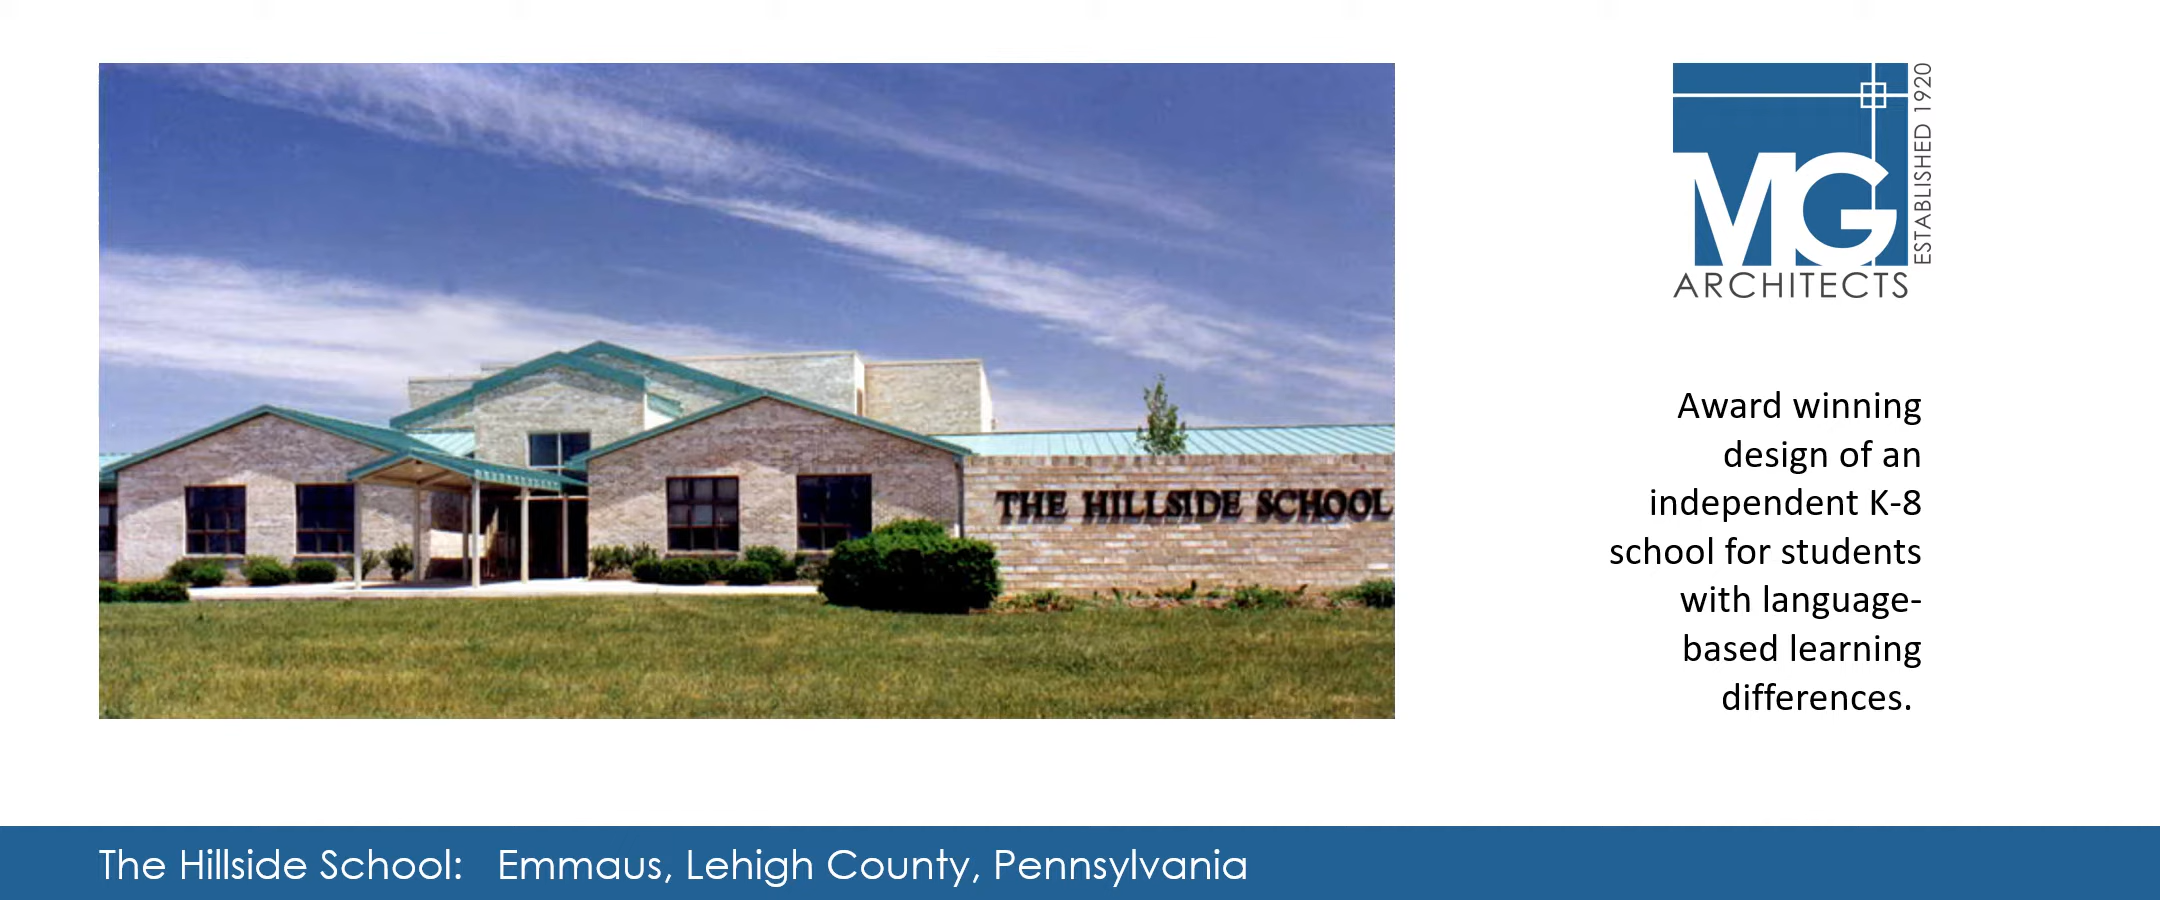 THE HILLSIDE SCHOOL
MG
ARCHITECTS
ESTABLISHED 1920
Award winning
design of an
independent K-8
school for students
with language-
based learning
differences.
The Hillside School: Emmaus, Lehigh County, Pennsylvania